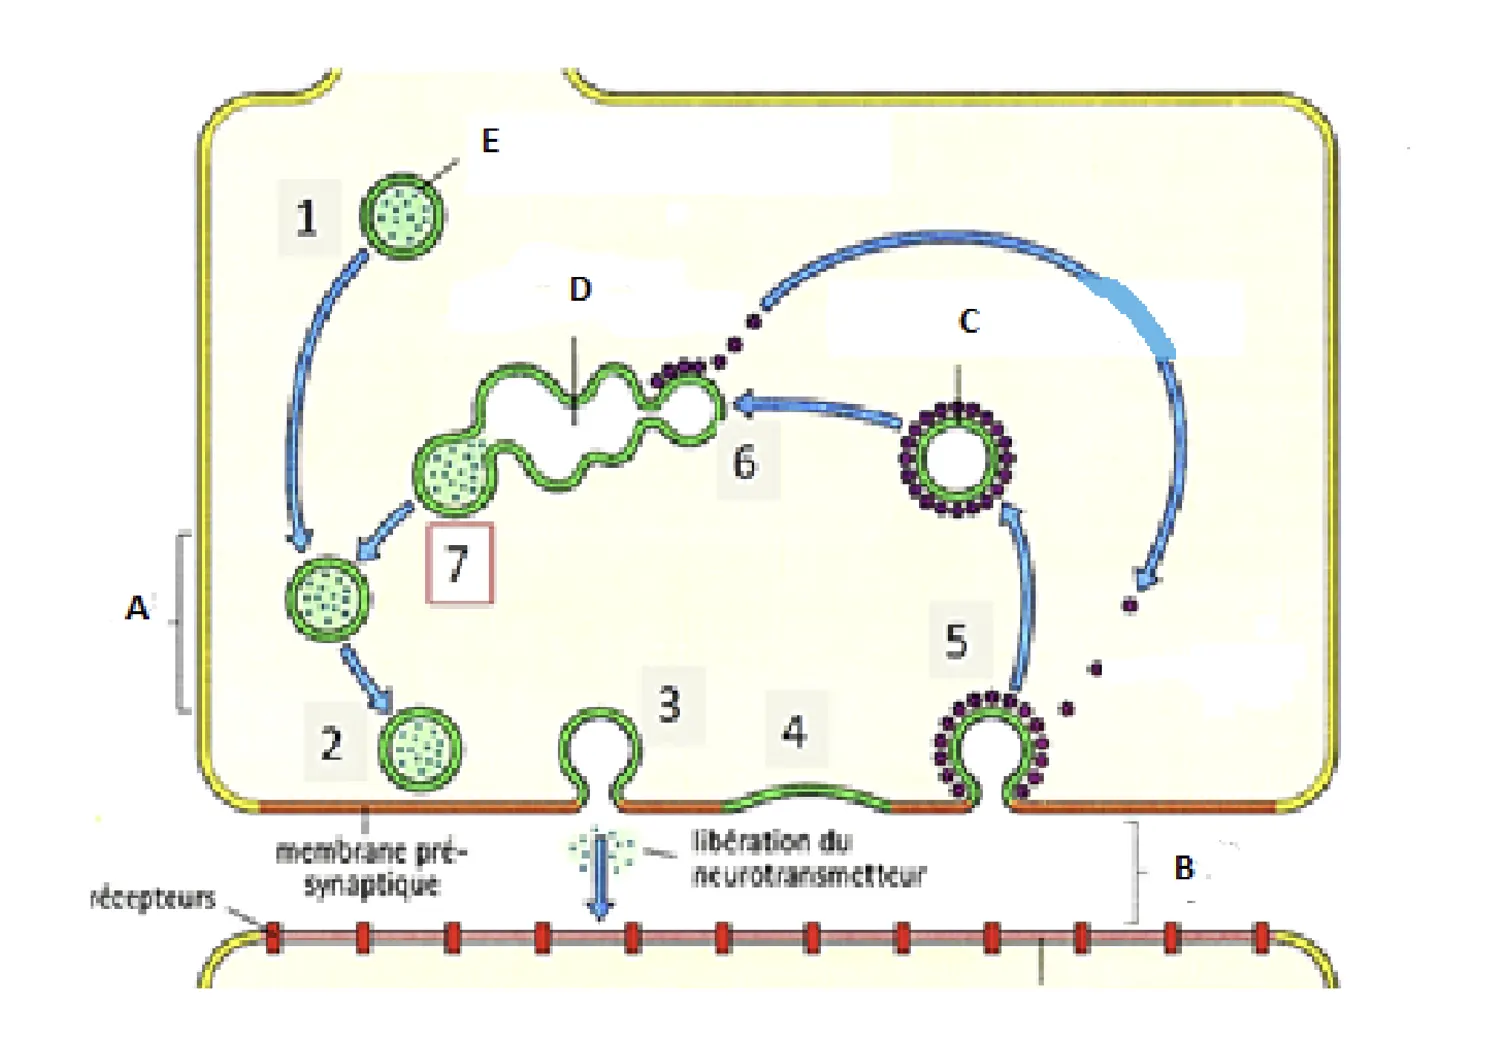 E
1
D
C
6
7
A
5
3
2
4
membrane pré-
synaptique
libération du
neurotransmetteur
B
récepteurs